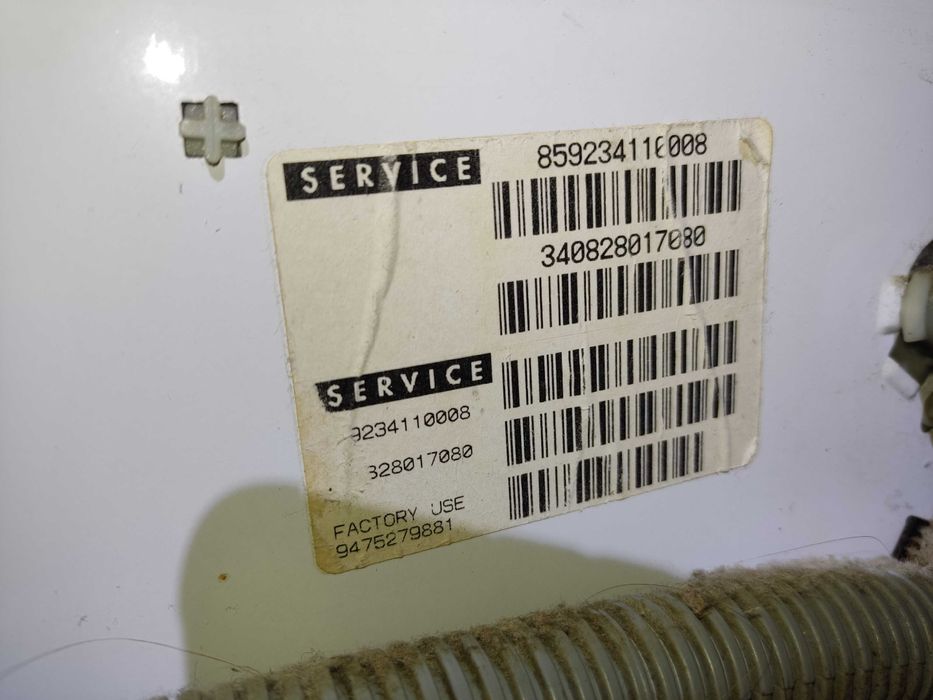 SERVICE
859234110008
340828017080
SERVICE
9234110008
328017080
FACTORY USE
9475279881